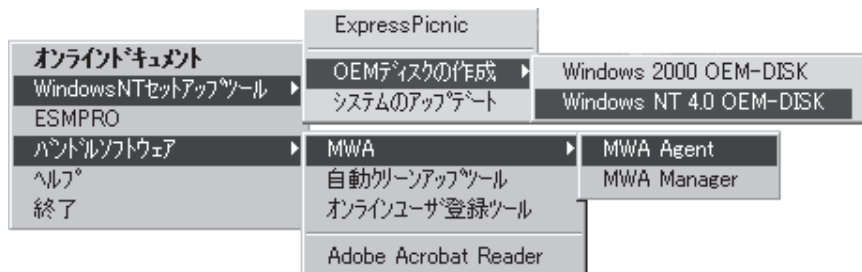 オンラインドキュメント
WindowsNTセットアップツール
ESMPRO
バンドルソフトウェア
ヘルプ
終了
ExpressPicnic
OEMディスクの作成
システムのアップデート
Windows 2000 OEM-DISK
Windows NT 4.0 OEM-DISK
MWA
自動クリーンアップツール
オンラインユーザ登録ツール
Adobe Acrobat Reader
MWA Agent
MWA Manager